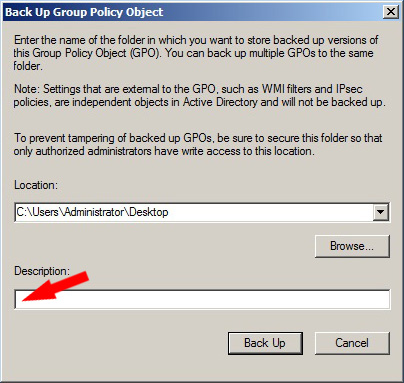 Back Up Group Policy Object
Enter the name of the folder in which you want to store backed up versions of
this Group Policy Object (GPO). You can back up multiple GPOs to the same
folder.
Note: Settings that are external to the GPO, such as WMI filters and IPsec
policies, are independent objects in Active Directory and will not be backed up.
To prevent tampering of backed up GPOs, be sure to secure this folder so that
only authorized administrators have write access to this location.
Location:
C:\Users\Administrator\Desktop
Browse...
Description:
Back Up
Cancel